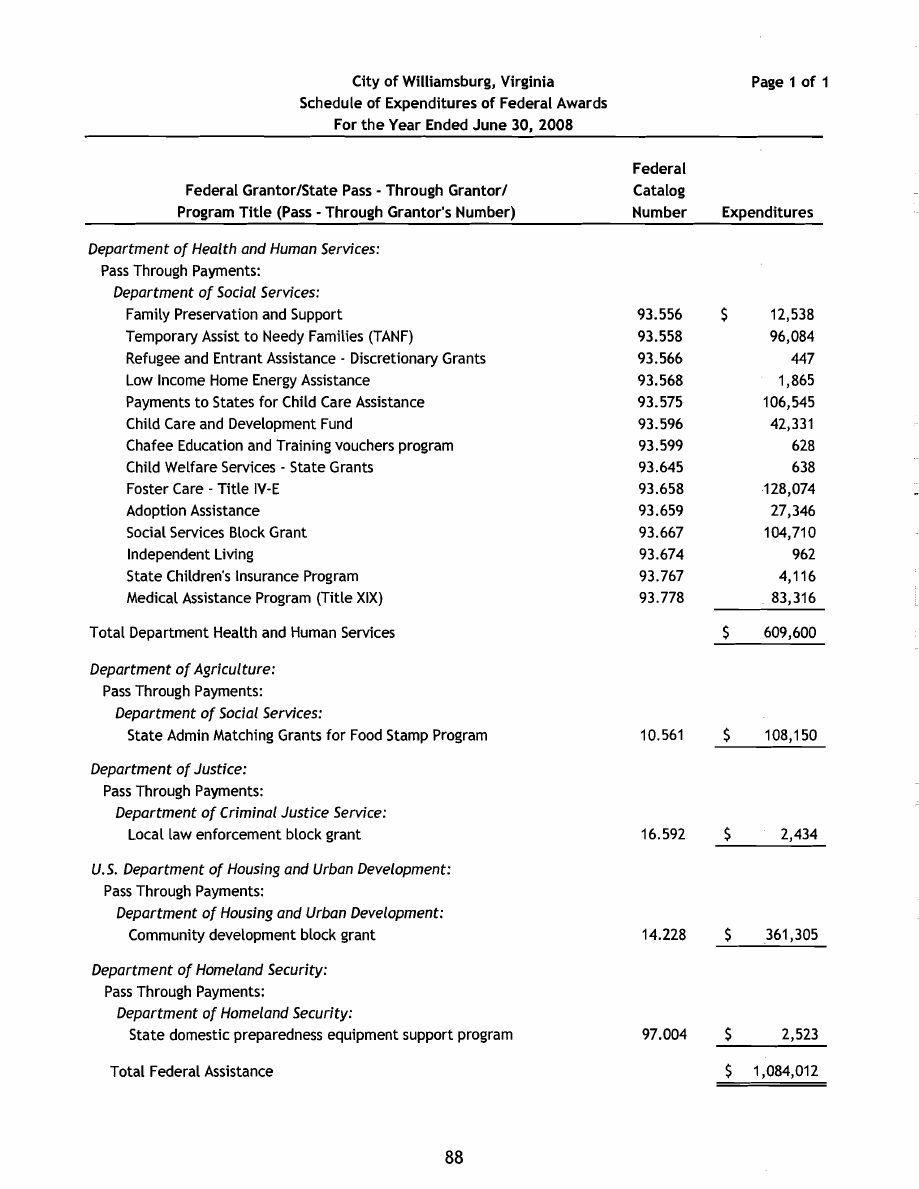 City of Williamsburg, Virginia Page 1 of 1
Schedule of Expenditures of Federal Awards
For the Year Ended June 30, 2008
Federal
Federal Grantor/State Pass - Through Grantor/ Catalog
Program Title (Pass - Through Grantor's Number) Number Expenditures
Department of Health and Human Services:
Pass Through Payments:
Department of Social Services:
Family Preservation and Support 93.556 $ 12,538
Temporary Assist to Needy Families (TANF) 93.558 96,084
Refugee and Entrant Assistance - Discretionary Grants 93.566 447
Low Income Home Energy Assistance 93.568 1,865
Payments to States for Child Care Assistance 93.575 106,545
Child Care and Development Fund 93.596 42,331
Chafee Education and Training vouchers program 93.599 628
Child Welfare Services - State Grants 93.645 638
Foster Care - Title IV-E 93.658 128,074
Adoption Assistance 93.659 27,346
Social Services Block Grant 93.667 104,710
Independent Living 93.674 962
State Children's Insurance Program 93.767 4,116
Medical Assistance Program (Title XIX) 93.778 83,316
Total Department Health and Human Services $ 609,600
Department of Agriculture:
Pass Through Payments:
Department of Social Services:
State Admin Matching Grants for Food Stamp Program 10.561 $ 108,150
Department of Justice:
Pass Through Payments:
Department of Criminal Justice Service:
Local law enforcement block grant 16.592 $ 2,434
U.S. Department of Housing and Urban Development:
Pass Through Payments:
Department of Housing and Urban Development:
Community development block grant 14.228 $ 361,305
Department of Homeland Security:
Pass Through Payments:
Department of Homeland Security:
State domestic preparedness equipment support program 97.004 $ 2,523
Total Federal Assistance $ 1,084,012
88